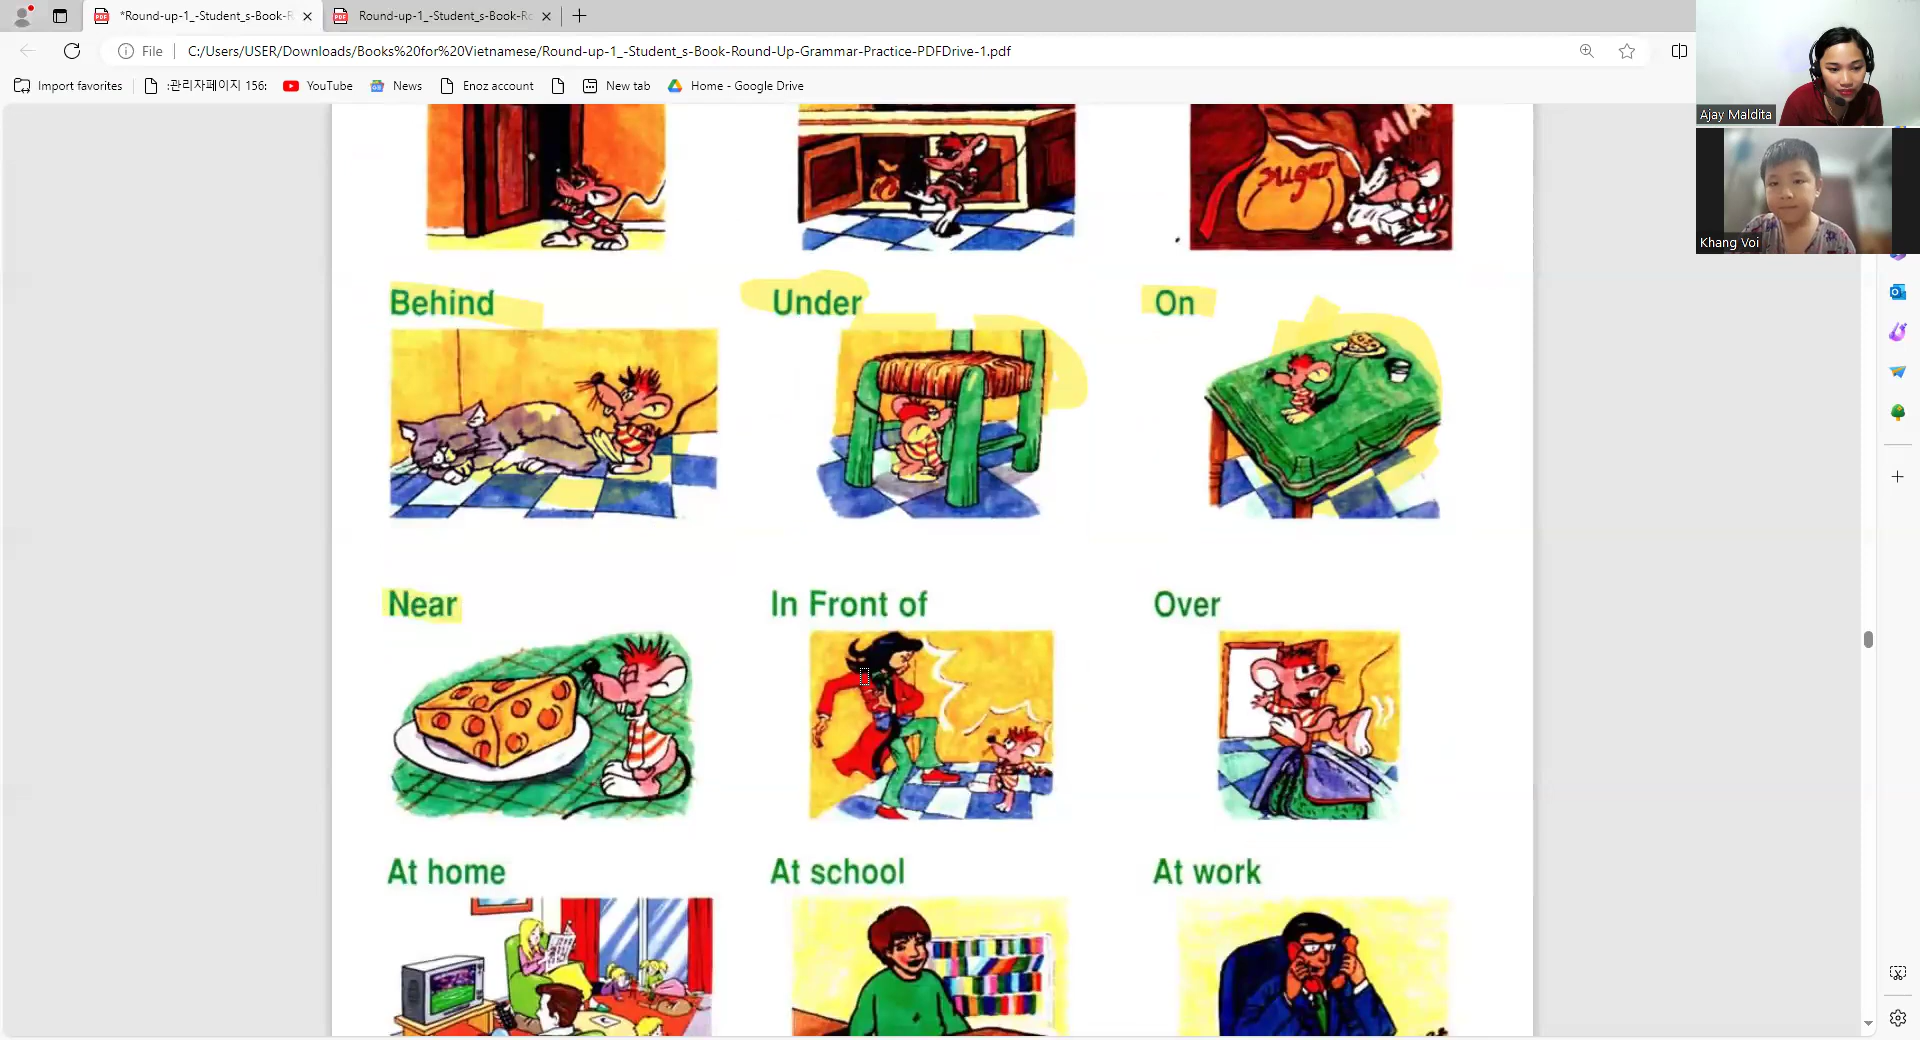 *Round-up-1_-Student_s-Book-R
Round-up-1_-Student_s-Book-Ro
File
C:/Users/USER/Downloads/Books%20for%20Vietnamese/Round-up-1_-Student_s-Book-Round-Up-Grammar-Practice-PDFDrive-1.pdf
Import favorites
:관리자페이지 156:
YouTube
News
Enoz account
New tab
Home - Google Drive
Ajay Maldita
Khang Voi
sugar
MIA
Behind
Under
On
Near
In Front of
Over
At home
At school
At work